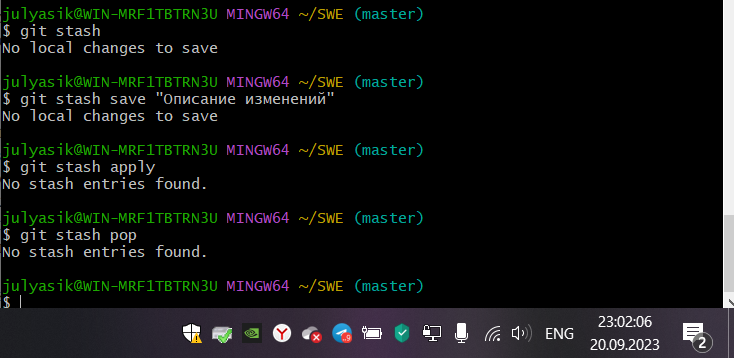 julyasik@WIN-MRF1TBTRN3U MINGW64 ~/SWE (master)
$ git stash
No local changes to save
julyasik@WIN-MRF1TBTRN3U MINGW64 ~/SWE (master)
$ git stash save "Описание изменений"
No local changes to save
julyasik@WIN-MRF1TBTRN3U MINGW64 ~/SWE (master)
$ git stash apply
No stash entries found.
julyasik@WIN-MRF1TBTRN3U MINGW64 ~/SWE (master)
$ git stash pop
No stash entries found.
julyasik@WIN-MRF1TBTRN3U MINGW64 ~/SWE (master)
$
ENG
23:02:06
20.09.2023
2